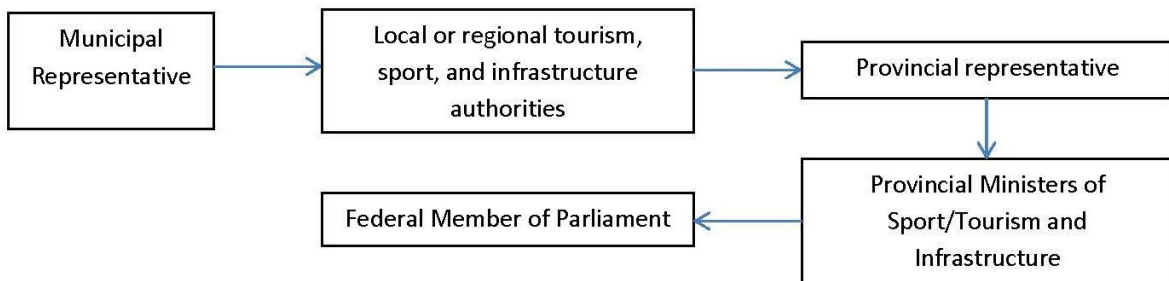 Municipal
Representative
Local or regional tourism,
sport, and infrastructure
authorities
Provincial representative
Provincial Ministers of
Sport/Tourism and
Infrastructure
Federal Member of Parliament